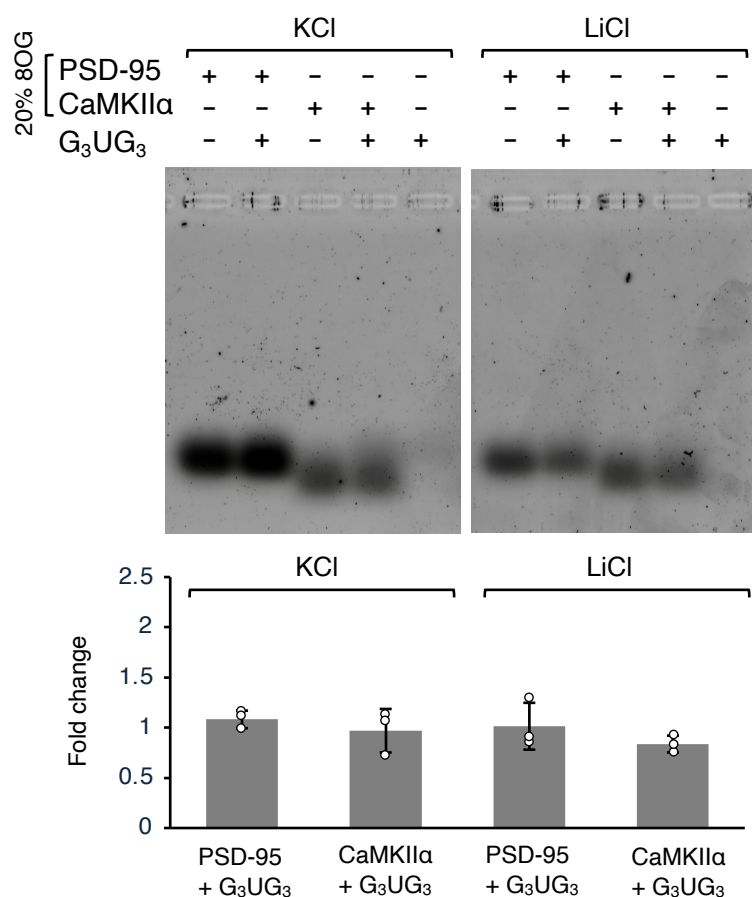 KCl LiCl
20% 8OG
PSD-95 + + – – – + + – – –
CaMKIIα – – + + – – – + + –
G₃UG₃ – + – + + – + – + +
KCl LiCl
Fold change
2.5
2
1.5
1
0.5
0
PSD-95 CaMKIIα PSD-95 CaMKIIα
+ G₃UG₃ + G₃UG₃ + G₃UG₃ + G₃UG₃